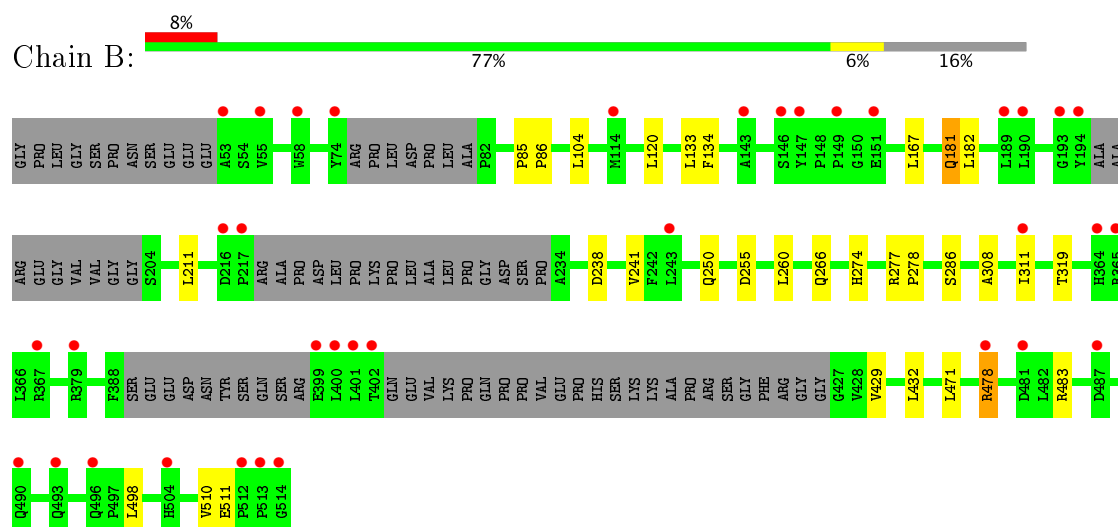 8%
Chain B:
77% 6% 16%
GLY PRO LEU GLY SER PRO ASN SER GLU GLU GLU A53 S54 V55 W58 Y74 ARG PRO LEU ASP PRO LEU ALA P82 P85 P86 L104 M114 L120 L133 F134 A143 S146 Y147 P148 P149 G150 E151 L167 Q181 L182 L189 L190 G193 Y194 ALA ALA
ARG GLU GLY VAL VAL GLY GLY S204 L211 D216 P217 ARG ALA PRO ASP LEU PRO LYS PRO LEU ALA LEU PRO GLY ASP SER PRO A234 D238 V241 F242 L243 Q250 D255 L260 Q266 H274 R277 P278 S286 A308 I311 T319 H364 R365
L366 R367 R379 F388 SER GLU GLU ASP ASN TYR SER GLN SER ARG E399 L400 L401 T402 GLN GLU VAL LYS PRO GLN PRO PRO VAL GLU PRO HIS SER LYS LYS ALA PRO ARG SER GLY PHE ARG GLY GLY G427 V428 V429 L432 L471 R478 D481 L482 R483 D487
Q490 Q493 Q496 P497 L498 H504 V510 E511 P512 P513 G514